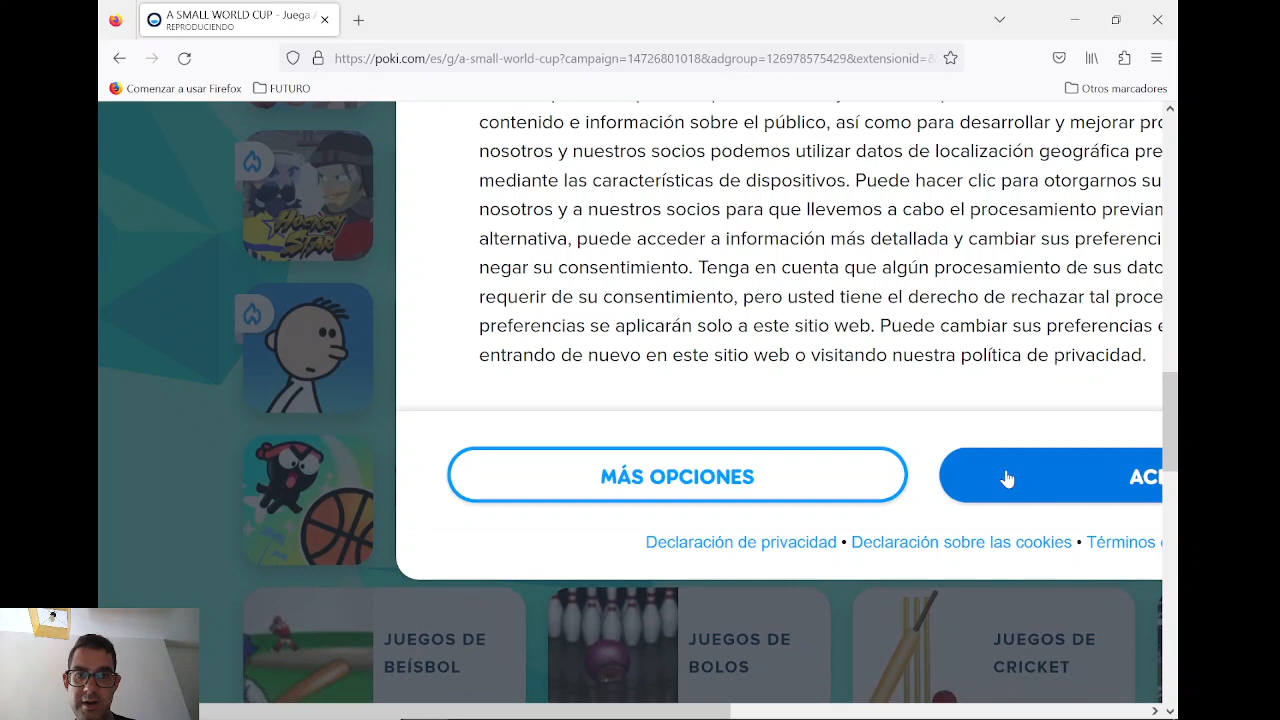 A SMALL WORLD CUP - Juega
REPRODUCIENDO
https://poki.com/es/g/a-small-world-cup?campaign=14726801018&adgroup=126978575429&extensionid=&
Comenzar a usar Firefox
FUTURO
Otros marcadores
contenido e información sobre el público, así como para desarrollar y mejorar pro
nosotros y nuestros socios podemos utilizar datos de localización geográfica pre
mediante las características de dispositivos. Puede hacer clic para otorgarnos su
nosotros y a nuestros socios para que llevemos a cabo el procesamiento previam
alternativa, puede acceder a información más detallada y cambiar sus preferenci
negar su consentimiento. Tenga en cuenta que algún procesamiento de sus dato
requerir de su consentimiento, pero usted tiene el derecho de rechazar tal proce
preferencias se aplicarán solo a este sitio web. Puede cambiar sus preferencias e
entrando de nuevo en este sitio web o visitando nuestra política de privacidad.
HOCKEY STARS
MÁS OPCIONES
ACE
Declaración de privacidad • Declaración sobre las cookies • Términos
JUEGOS DE
BEÍSBOL
JUEGOS DE
BOLOS
JUEGOS DE
CRICKET